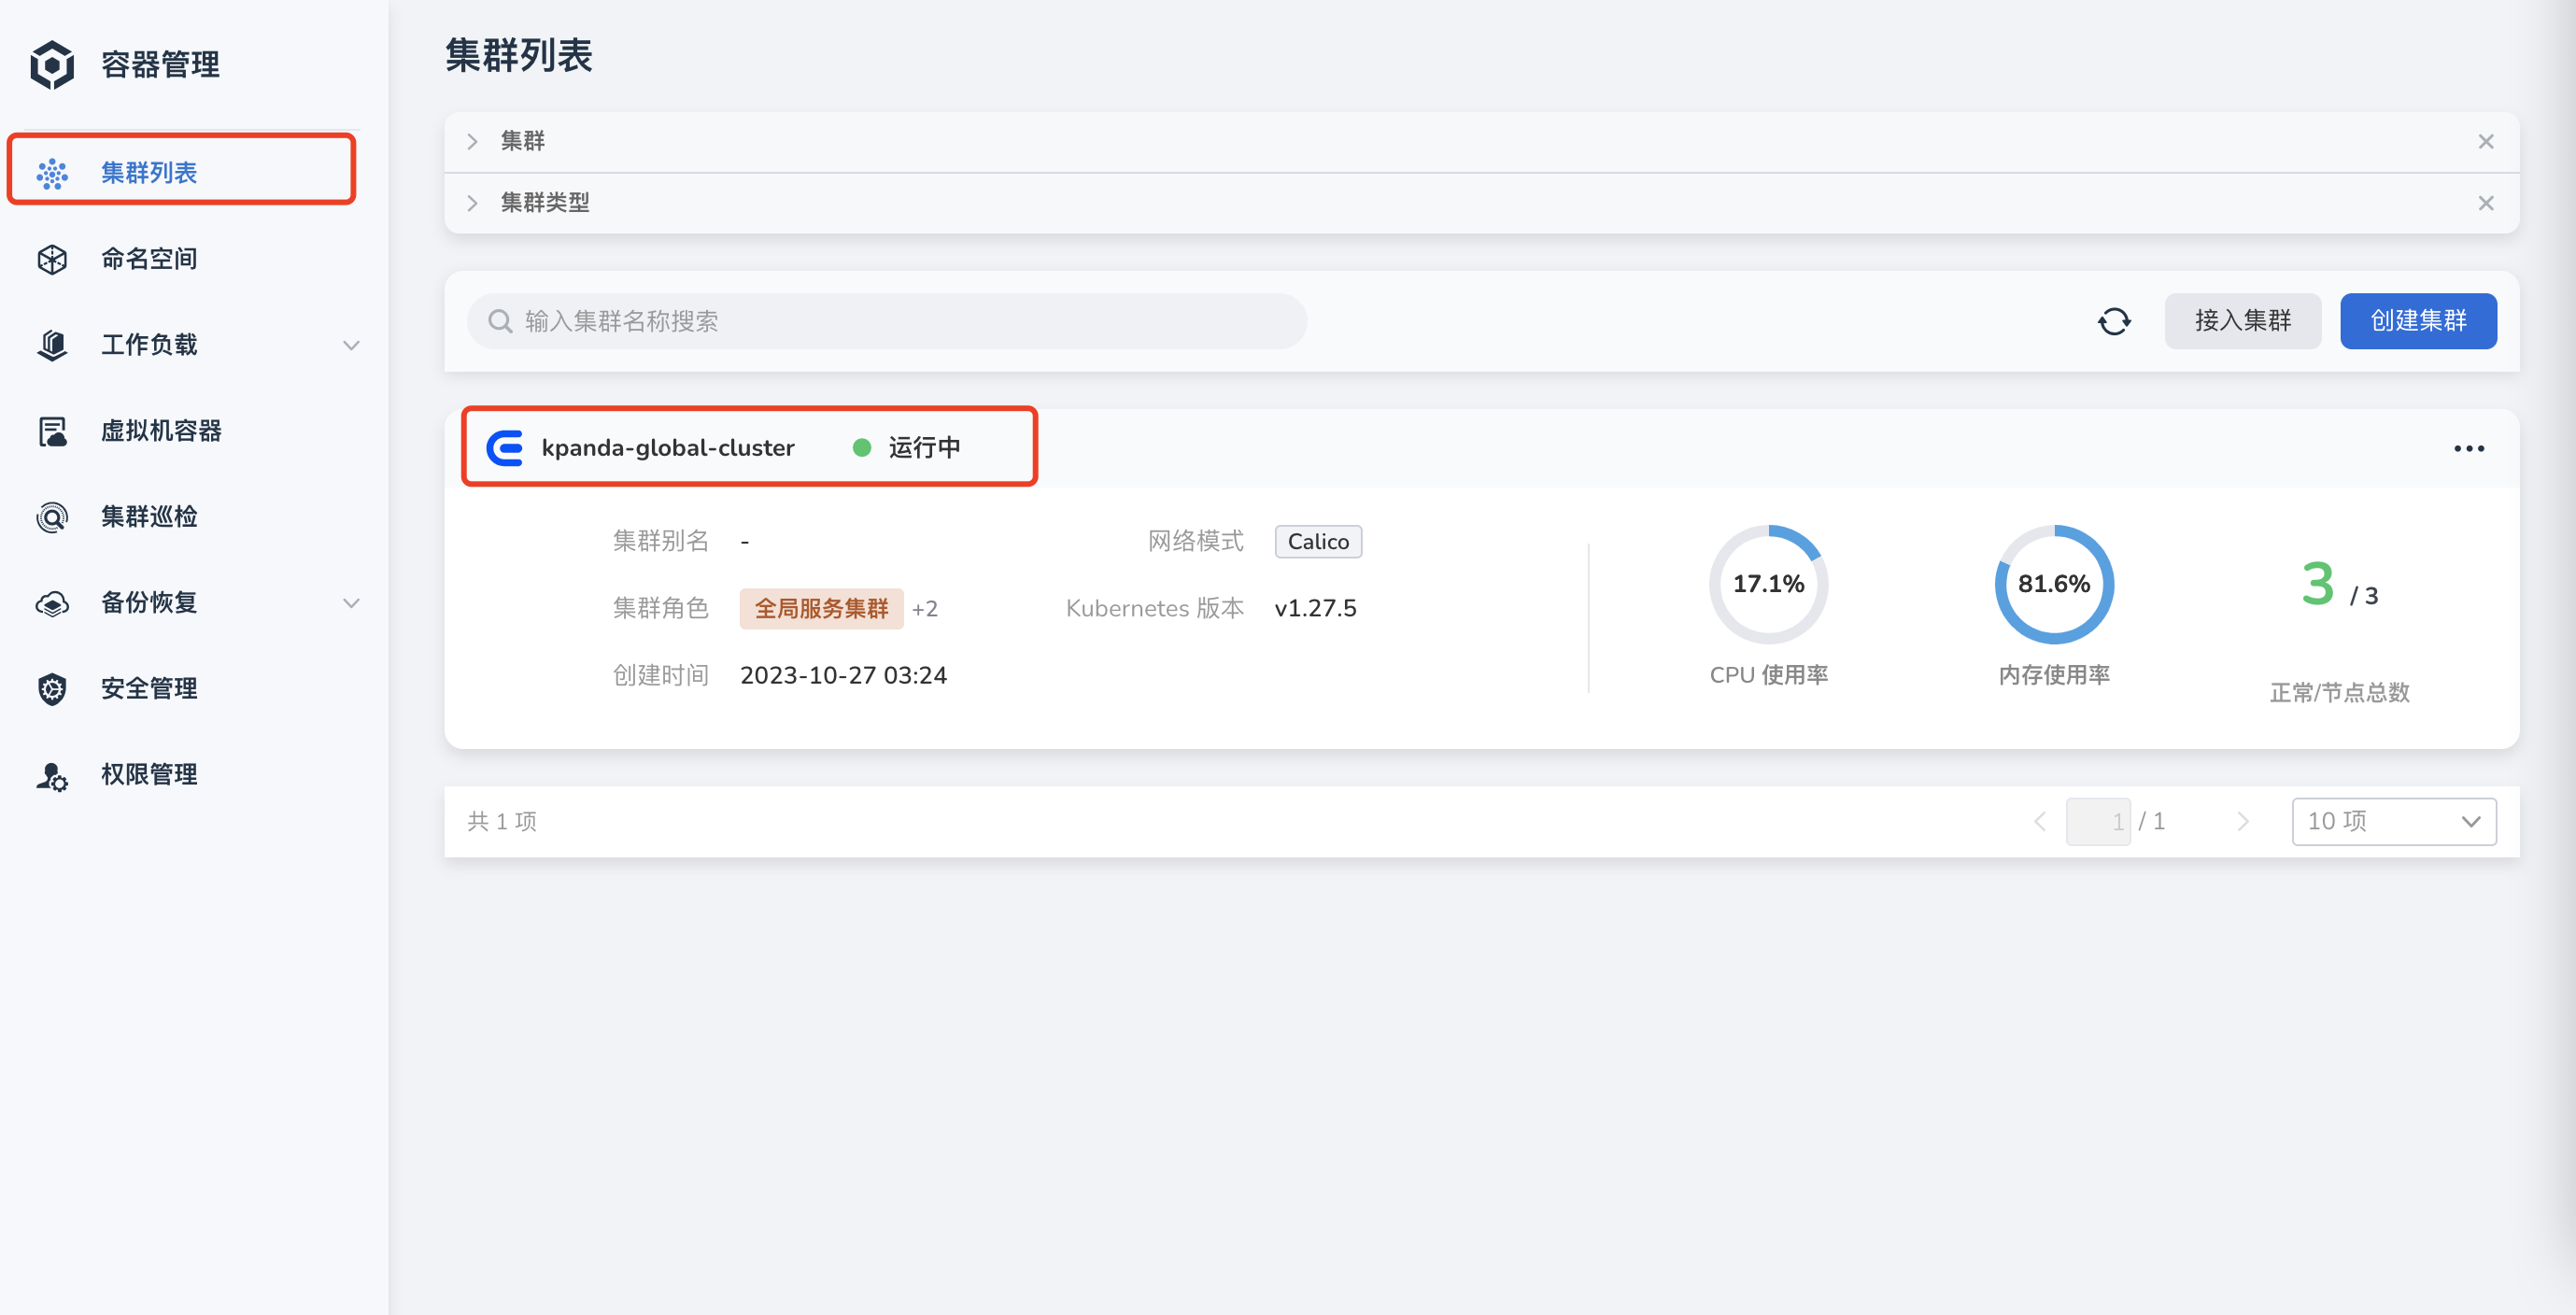 容器管理
集群列表
命名空间
工作负载
虚拟机容器
集群巡检
备份恢复
安全管理
权限管理
集群列表
集群
集群类型
输入集群名称搜索
接入集群
创建集群
kpanda-global-cluster 运行中
集群别名 -
网络模式 Calico
集群角色 全局服务集群 +2
Kubernetes 版本 v1.27.5
创建时间 2023-10-27 03:24
17.1%
CPU 使用率
81.6%
内存使用率
3 / 3
正常/节点总数
共 1 项
1 / 1
10 项